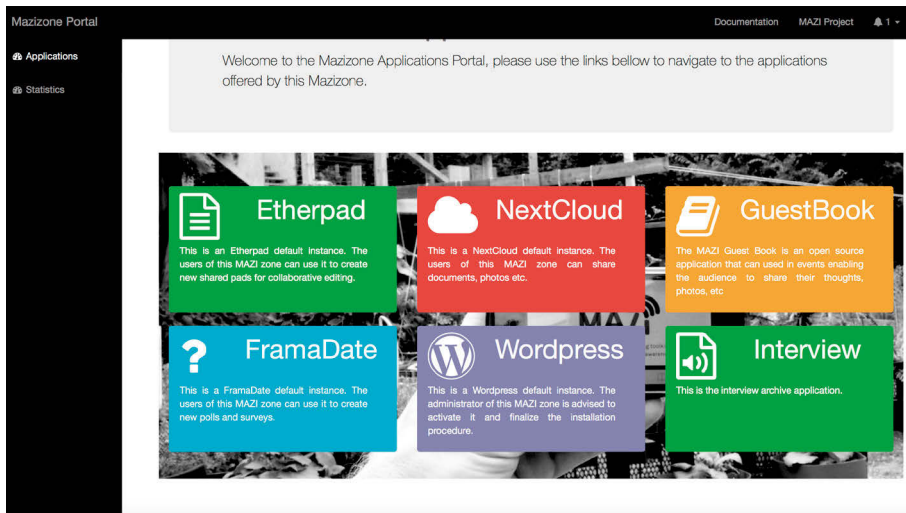 Mazizone Portal
Documentation
MAZI Project
1
Applications
Statistics
Welcome to the Mazizone Applications Portal, please use the links bellow to navigate to the applications
offered by this Mazizone.
Etherpad
This is an Etherpad default instance. The
users of this MAZI zone can use it to create
new shared pads for collaborative editing.
NextCloud
This is a NextCloud default instance. The
users of this MAZI zone can share
documents, photos etc.
GuestBook
The MAZI Guest Book is an open source
application that can used in events enabling
the audience to share their thoughts,
photos, etc
MAZI
FramaDate
This is a FramaDate default instance. The
users of this MAZI zone can use it to create
new polls and surveys.
Wordpress
This is a Wordpress default instance. The
administrator of this MAZI zone is advised to
activate it and finalize the installation
procedure.
Interview
This is the interview archive application.